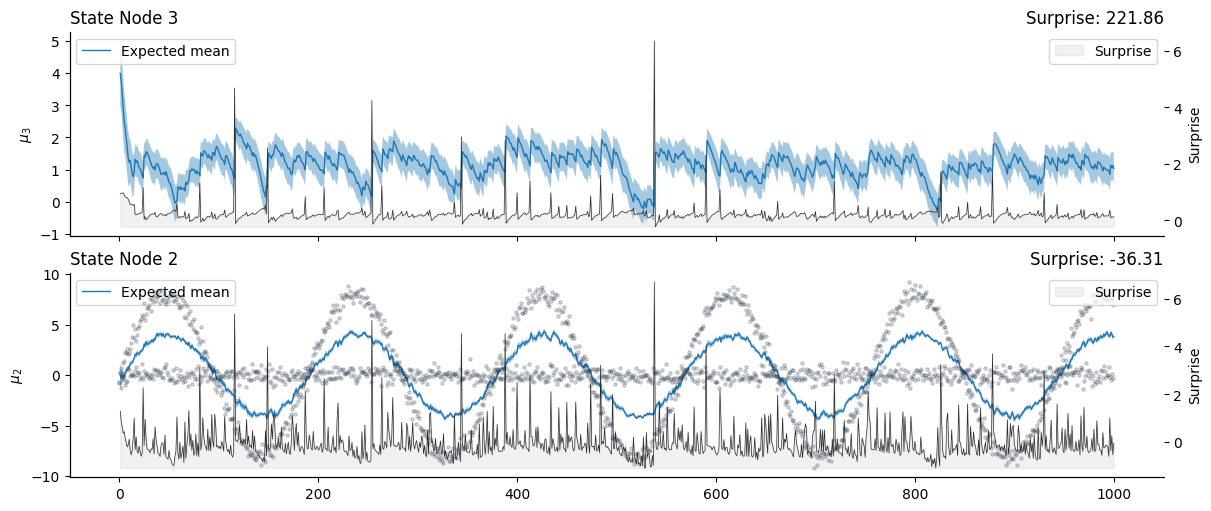 State Node 3
Surprise: 221.86
Expected mean
Surprise
μ3
5
4
3
2
1
0
−1
6
4
2
0
Surprise
State Node 2
Surprise: -36.31
Expected mean
Surprise
μ2
10
5
0
−5
−10
6
4
2
0
Surprise
0
200
400
600
800
1000